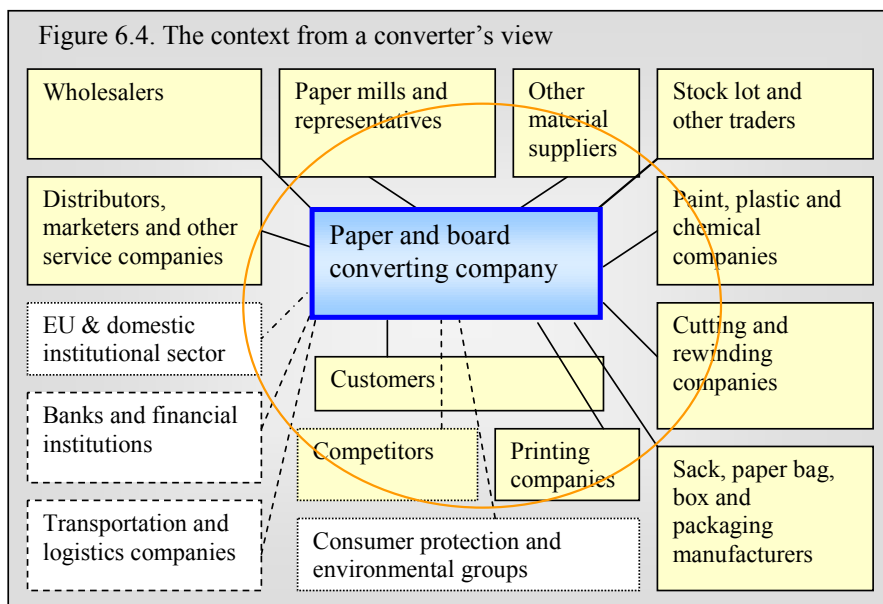 Figure 6.4. The context from a converter's view
Wholesalers
Paper mills and
representatives
Other
material
suppliers
Stock lot and
other traders
Distributors,
marketers and other
service companies
Paper and board
converting company
Paint, plastic and
chemical
companies
EU & domestic
institutional sector
Cutting and
rewinding
companies
Customers
Banks and financial
institutions
Competitors
Printing
companies
Sack, paper bag,
box and
packaging
manufacturers
Transportation and
logistics companies
Consumer protection and
environmental groups